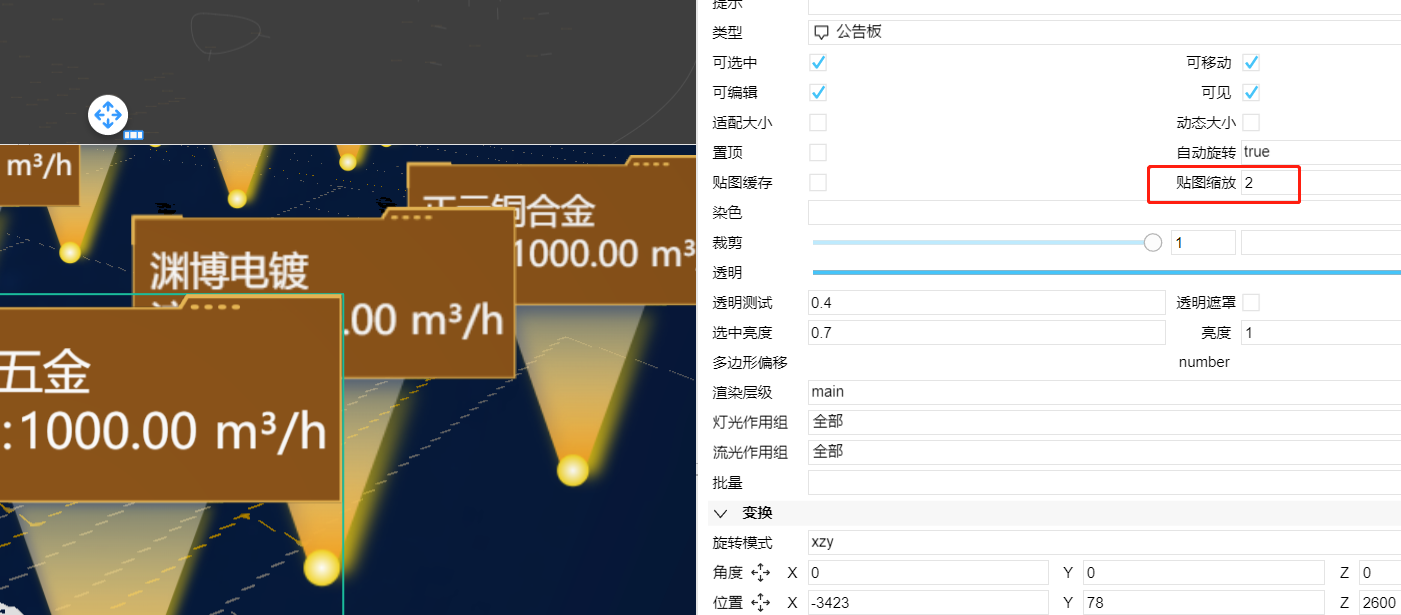 m³/h
正元铜合金
1000.00 m³
渊博电镀
.00 m³/h
五金
:1000.00 m³/h
提示
类型 公告板
可选中 可移动
可编辑 可见
适配大小 动态大小
置顶 自动旋转 true
贴图缓存 贴图缩放 2
染色
裁剪 1
透明
透明测试 0.4 透明遮罩
选中亮度 0.7 亮度 1
多边形偏移 number
渲染层级 main
灯光作用组 全部
流光作用组 全部
批量
变换
旋转模式 xzy
角度 X 0 Y 0 Z 0
位置 X -3423 Y 78 Z 2600